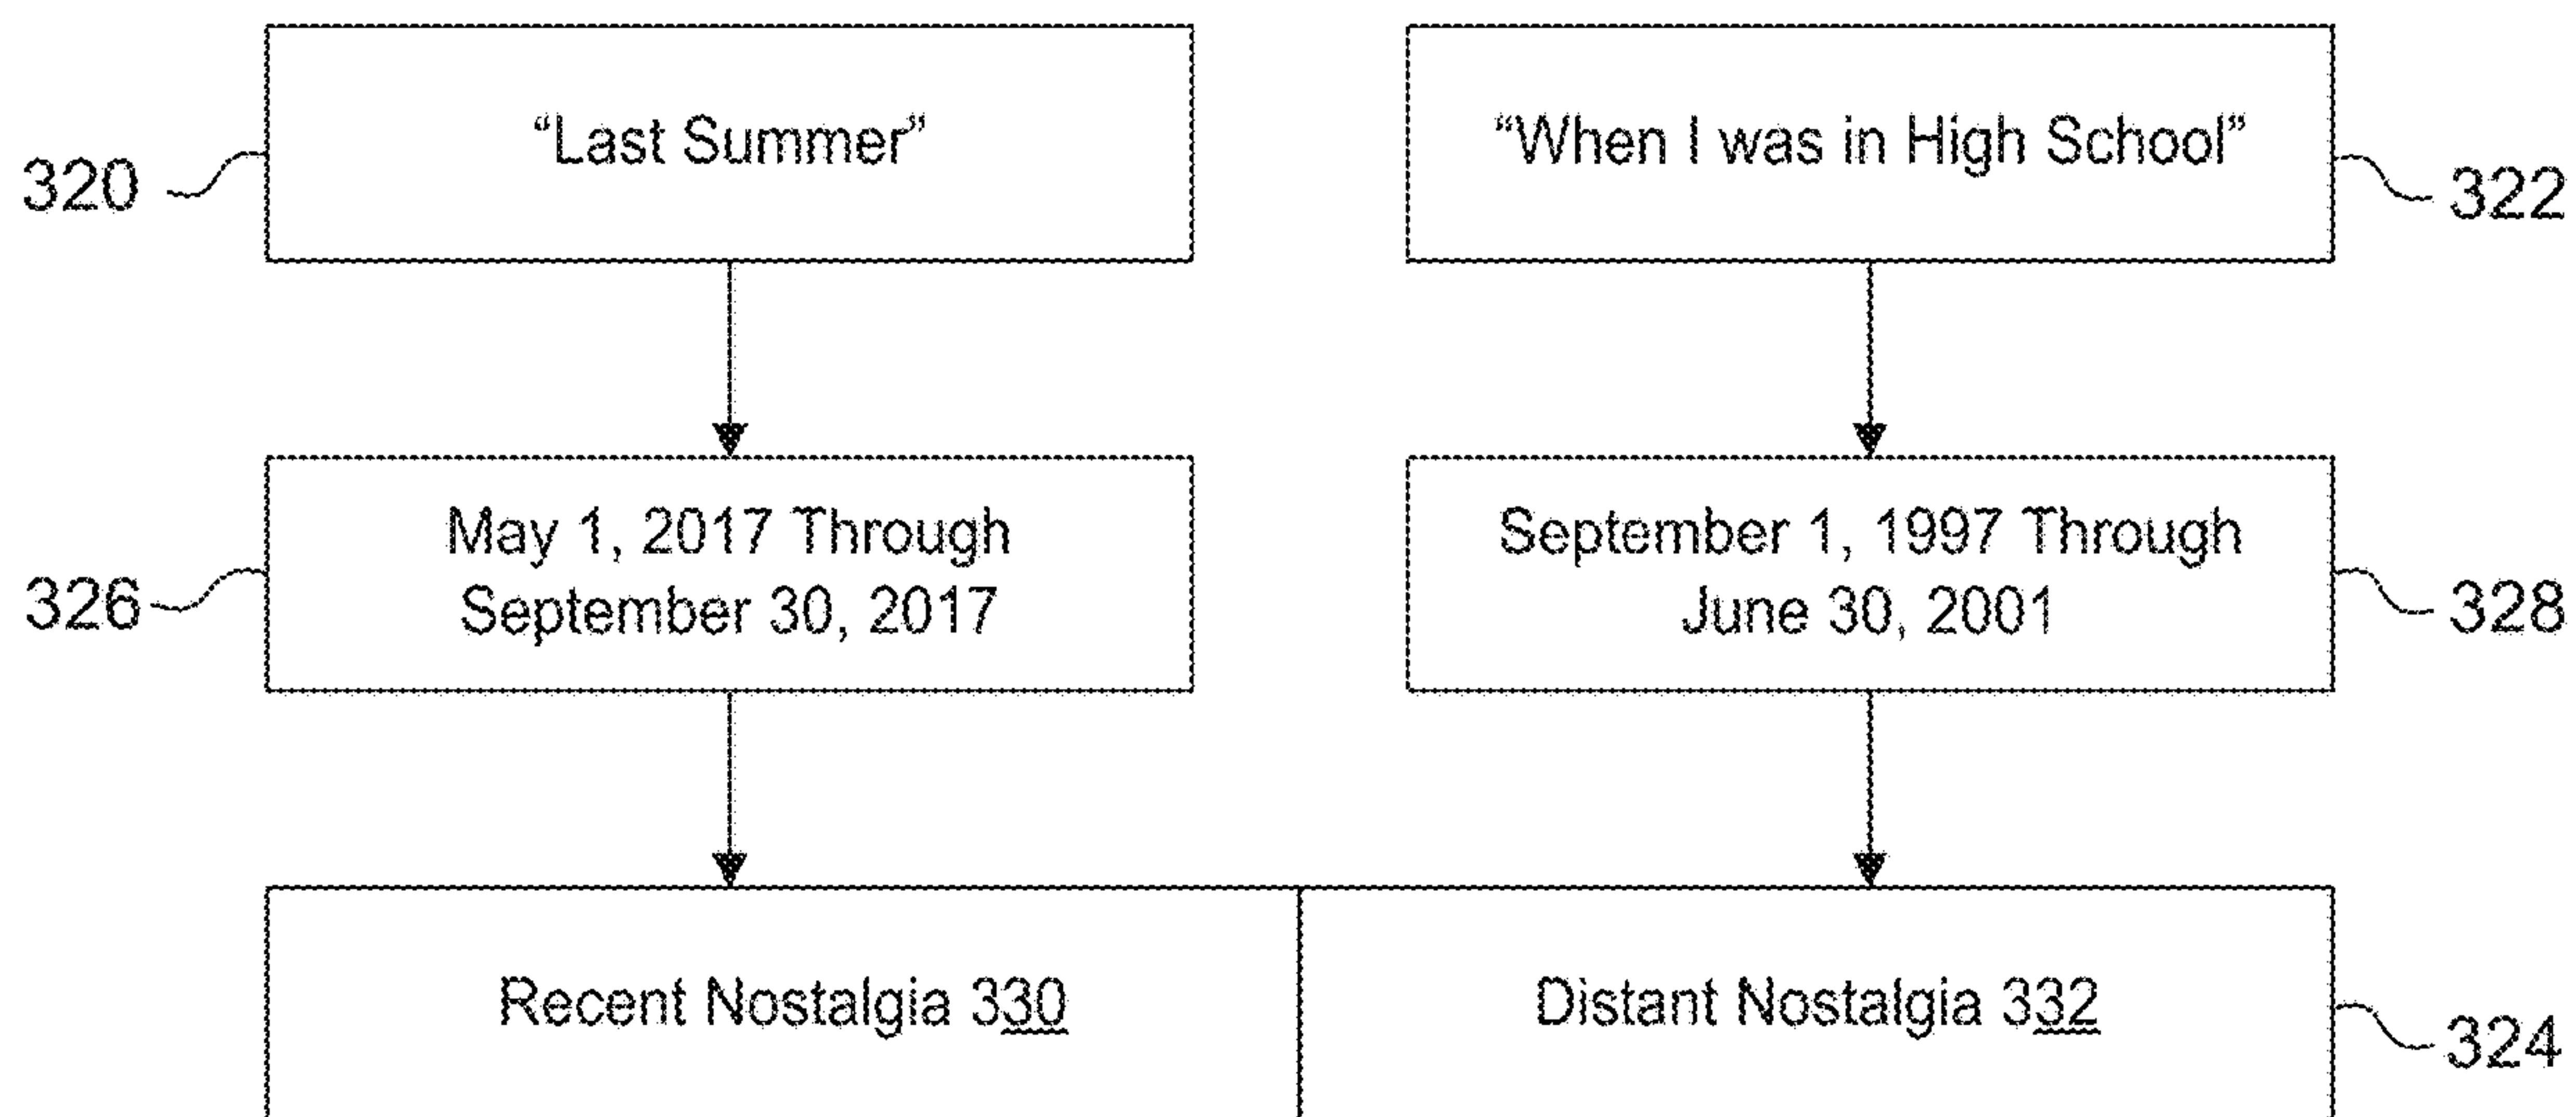 "Last Summer"
"When I was in High School"
320
322
May 1, 2017 Through
September 30, 2017
September 1, 1997 Through
June 30, 2001
326
328
Recent Nostalgia 330
Distant Nostalgia 332
324